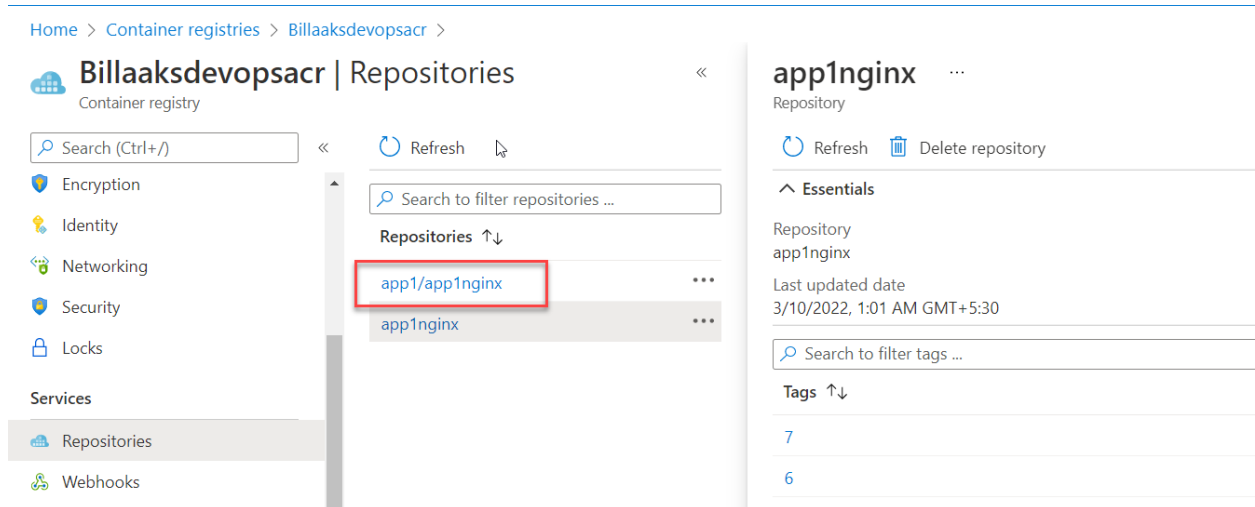 Home > Container registries > Billaaksdevopsacr >
Billaaksdevopsacr | Repositories
Container registry
Search (Ctrl+/)
Encryption
Identity
Networking
Security
Locks
Services
Repositories
Webhooks
Refresh
Search to filter repositories ...
Repositories
app1/app1nginx
app1nginx
app1nginx ...
Repository
Refresh Delete repository
Essentials
Repository
app1nginx
Last updated date
3/10/2022, 1:01 AM GMT+5:30
Search to filter tags ...
Tags
7
6